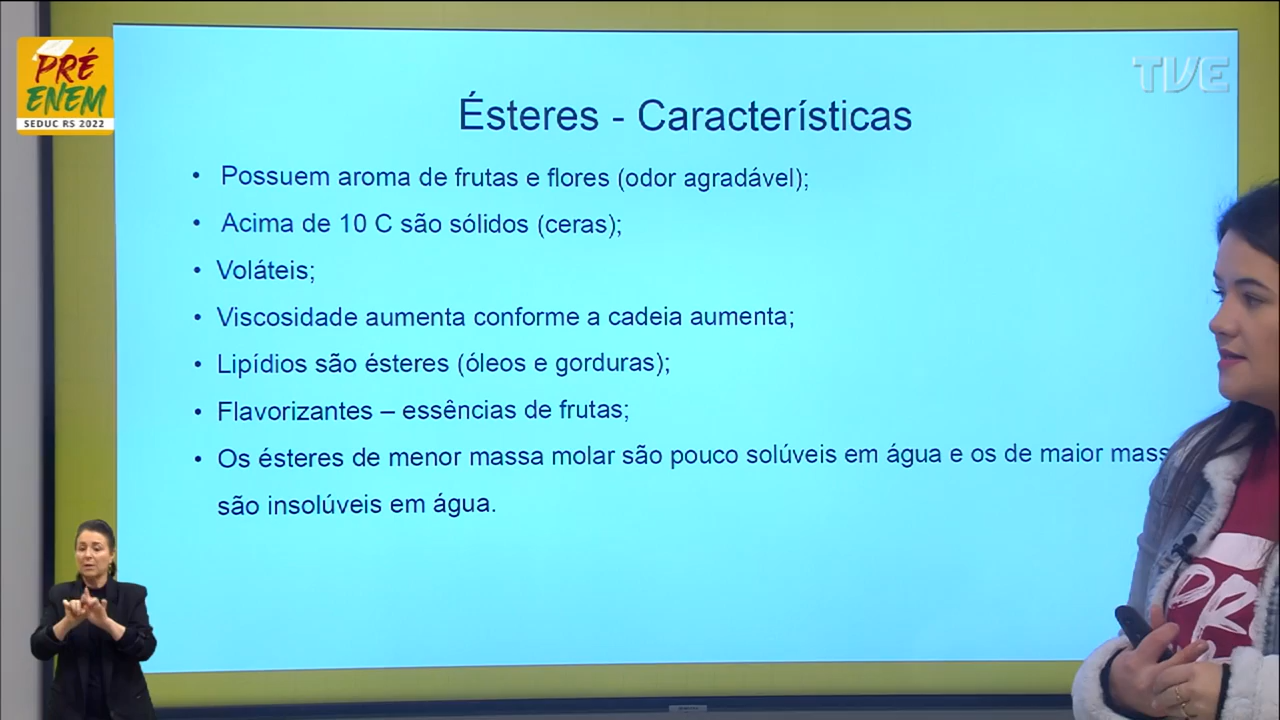 PRÉ
ENEM
SEDUC RS 2022
TVE
Ésteres - Características
• Possuem aroma de frutas e flores (odor agradável);
• Acima de 10 C são sólidos (ceras);
• Voláteis;
• Viscosidade aumenta conforme a cadeia aumenta;
• Lipídios são ésteres (óleos e gorduras);
• Flavorizantes – essências de frutas;
• Os ésteres de menor massa molar são pouco solúveis em água e os de maior mass
são insolúveis em água.
PR